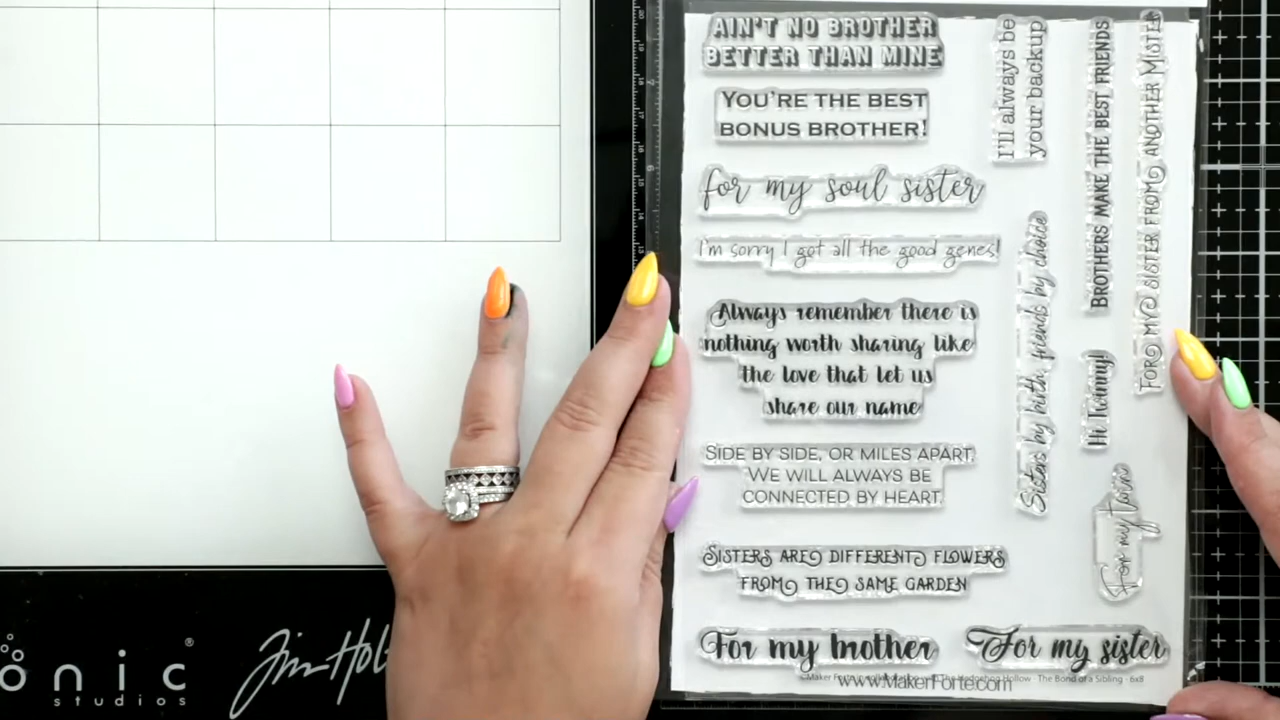 AIN'T NO BROTHER
BETTER THAN MINE
YOU'RE THE BEST
BONUS BROTHER!
for my soul sister
I'm sorry I got all the good genes!
Always remember there is
nothing worth sharing like
the love that let us
share our name
SIDE BY SIDE, OR MILES APART,
WE WILL ALWAYS BE
CONNECTED BY HEART.
SISTERS ARE DIFFERENT FLOWERS
FROM THE SAME GARDEN
For my brother
For my sister
I'll always be
your backup
BROTHERS MAKE THE BEST FRIENDS
FOR MY SISTER FROM ANOTHER MISTER
Sisters by birth, friends by choice
Hi Twinny!
For my twin
Hedgehog Hollow · The Bond of a Sibling - 6x8
www.MakerForte.com
onic®
studios
Tim Hol